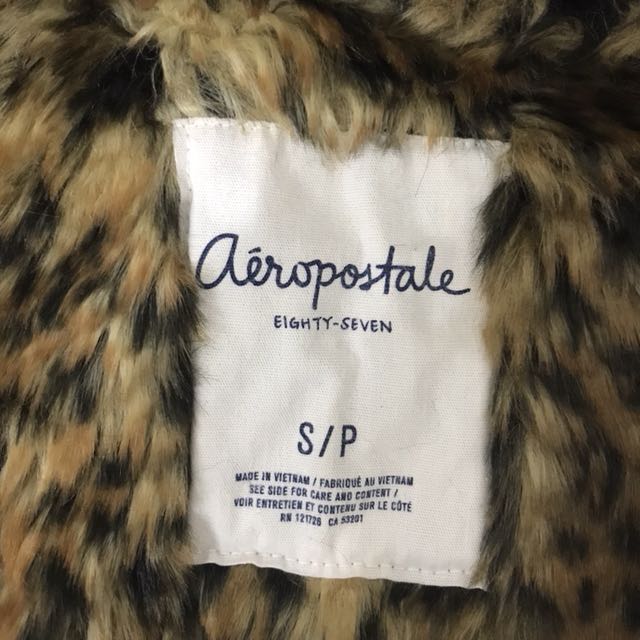 aéropostale
EIGHTY-SEVEN
S/P
MADE IN VIETNAM / FABRIQUÉ AU VIETNAM
SEE SIDE FOR CARE AND CONTENT /
VOIR ENTRETIEN ET CONTENU SUR LE CÔTÉ
RN 121726 CA 53201